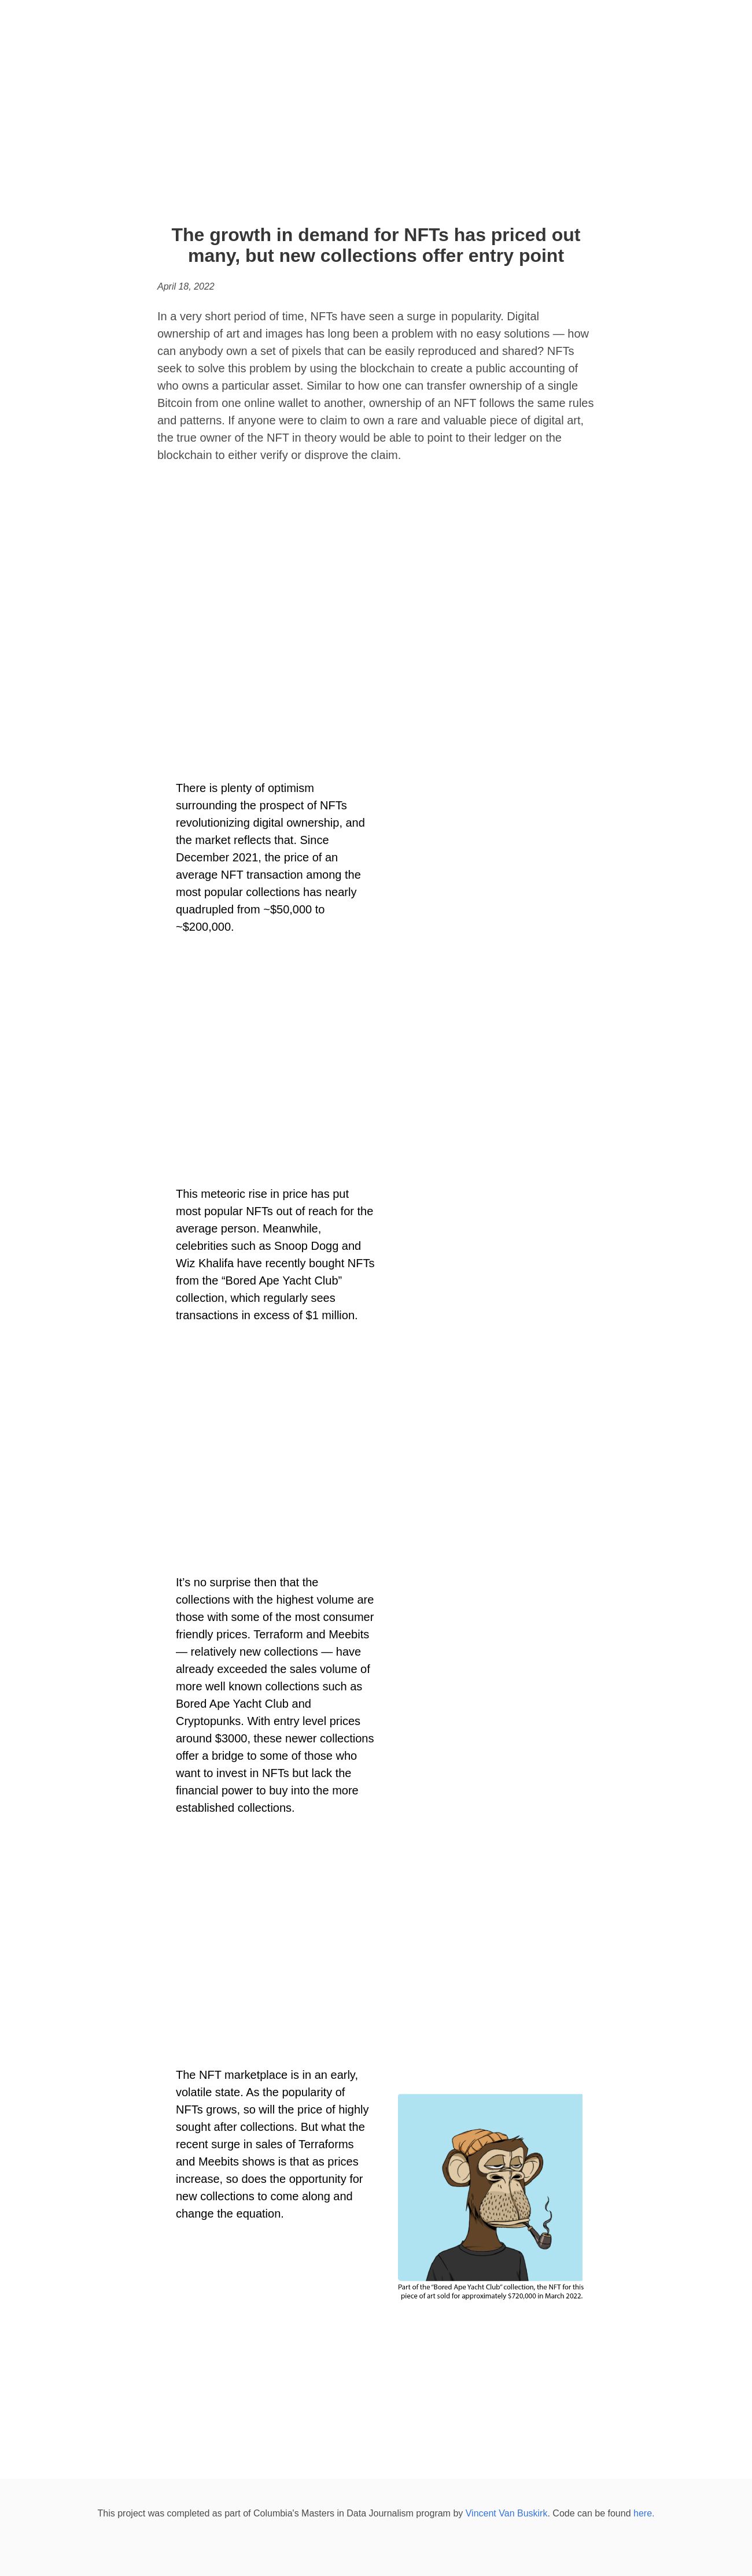 The growth in demand for NFTs has priced out
many, but new collections offer entry point
April 18, 2022
In a very short period of time, NFTs have seen a surge in popularity. Digital
ownership of art and images has long been a problem with no easy solutions — how
can anybody own a set of pixels that can be easily reproduced and shared? NFTs
seek to solve this problem by using the blockchain to create a public accounting of
who owns a particular asset. Similar to how one can transfer ownership of a single
Bitcoin from one online wallet to another, ownership of an NFT follows the same rules
and patterns. If anyone were to claim to own a rare and valuable piece of digital art,
the true owner of the NFT in theory would be able to point to their ledger on the
blockchain to either verify or disprove the claim.
There is plenty of optimism
surrounding the prospect of NFTs
revolutionizing digital ownership, and
the market reflects that. Since
December 2021, the price of an
average NFT transaction among the
most popular collections has nearly
quadrupled from ~$50,000 to
~$200,000.
This meteoric rise in price has put
most popular NFTs out of reach for the
average person. Meanwhile,
celebrities such as Snoop Dogg and
Wiz Khalifa have recently bought NFTs
from the “Bored Ape Yacht Club”
collection, which regularly sees
transactions in excess of $1 million.
It’s no surprise then that the
collections with the highest volume are
those with some of the most consumer
friendly prices. Terraform and Meebits
— relatively new collections — have
already exceeded the sales volume of
more well known collections such as
Bored Ape Yacht Club and
Cryptopunks. With entry level prices
around $3000, these newer collections
offer a bridge to some of those who
want to invest in NFTs but lack the
financial power to buy into the more
established collections.
The NFT marketplace is in an early,
volatile state. As the popularity of
NFTs grows, so will the price of highly
sought after collections. But what the
recent surge in sales of Terraforms
and Meebits shows is that as prices
increase, so does the opportunity for
new collections to come along and
change the equation.
Part of the “Bored Ape Yacht Club” collection, the NFT for this
piece of art sold for approximately $720,000 in March 2022.
This project was completed as part of Columbia's Masters in Data Journalism program by Vincent Van Buskirk. Code can be found here.